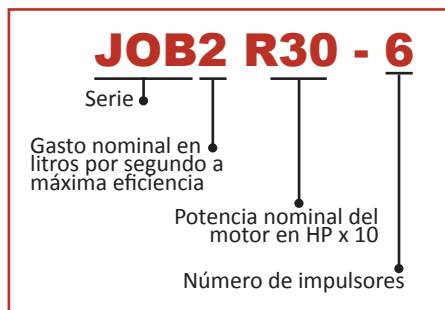 JOB2 R30 - 6
Serie
Gasto nominal en
litros por segundo a
máxima eficiencia
Potencia nominal del
motor en HP x 10
Número de impulsores